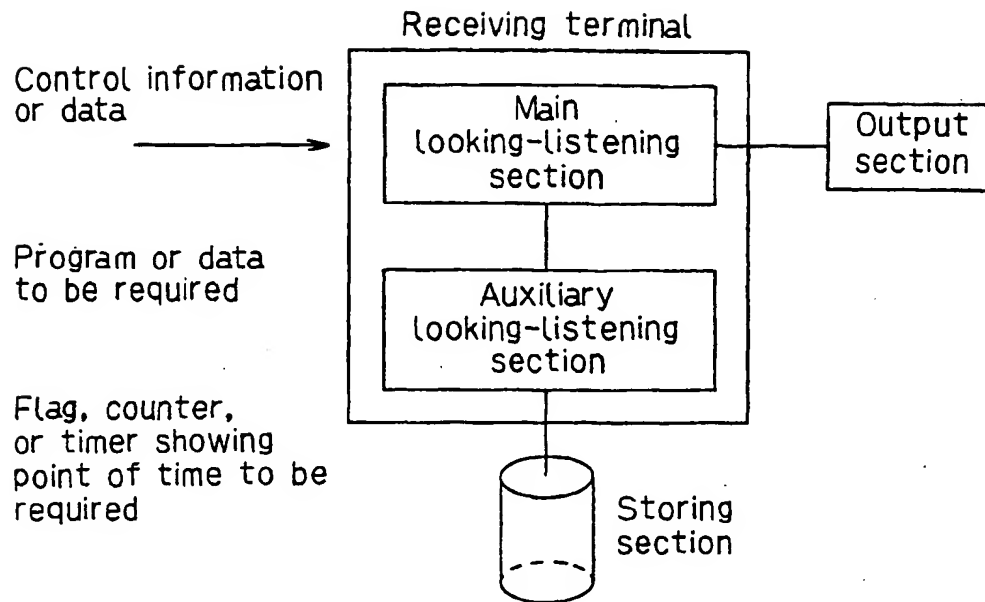 Receiving terminal
Control information
or data
Main
looking-listening
section
Output
section
Program or data
to be required
Auxiliary
looking-listening
section
Flag, counter,
or timer showing
point of time to be
required
Storing
section